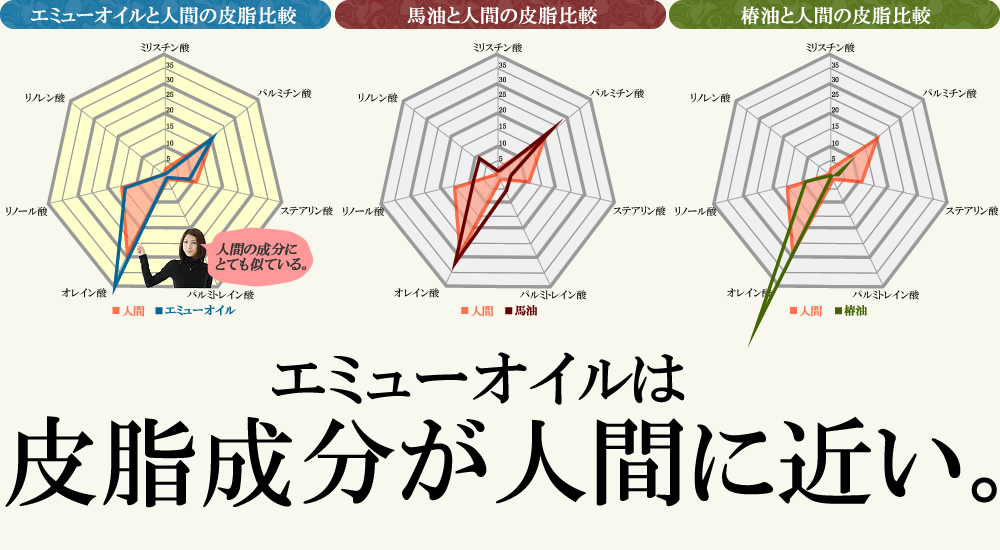 エミューオイルと人間の皮脂比較
ミリスチン酸
パルミチン酸
ステアリン酸
パルミトレイン酸
オレイン酸
リノール酸
リノレン酸
35
30
25
20
15
10
5
人間の成分に
とても似ている。
人間 エミューオイル
馬油と人間の皮脂比較
ミリスチン酸
パルミチン酸
ステアリン酸
パルミトレイン酸
オレイン酸
リノール酸
リノレン酸
35
30
25
20
15
10
5
人間 馬油
椿油と人間の皮脂比較
ミリスチン酸
パルミチン酸
ステアリン酸
パルミトレイン酸
オレイン酸
リノール酸
リノレン酸
35
30
25
20
15
10
5
人間 椿油
エミューオイルは
皮脂成分が人間に近い。